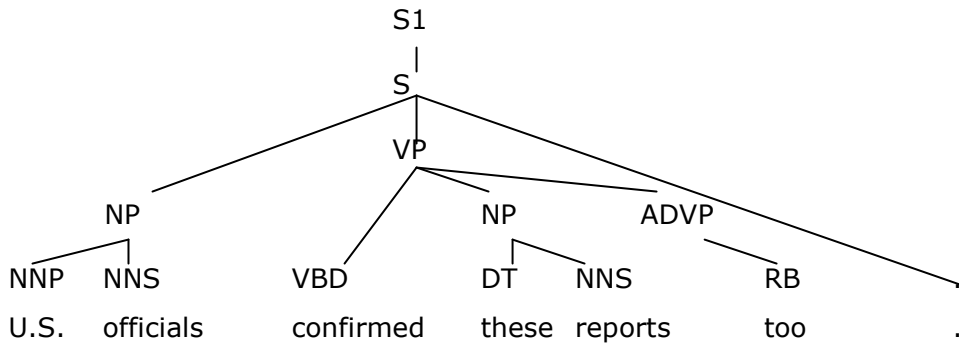 S1
S
VP
NP NP ADVP
NNP NNS VBD DT NNS RB .
U.S. officials confirmed these reports too .